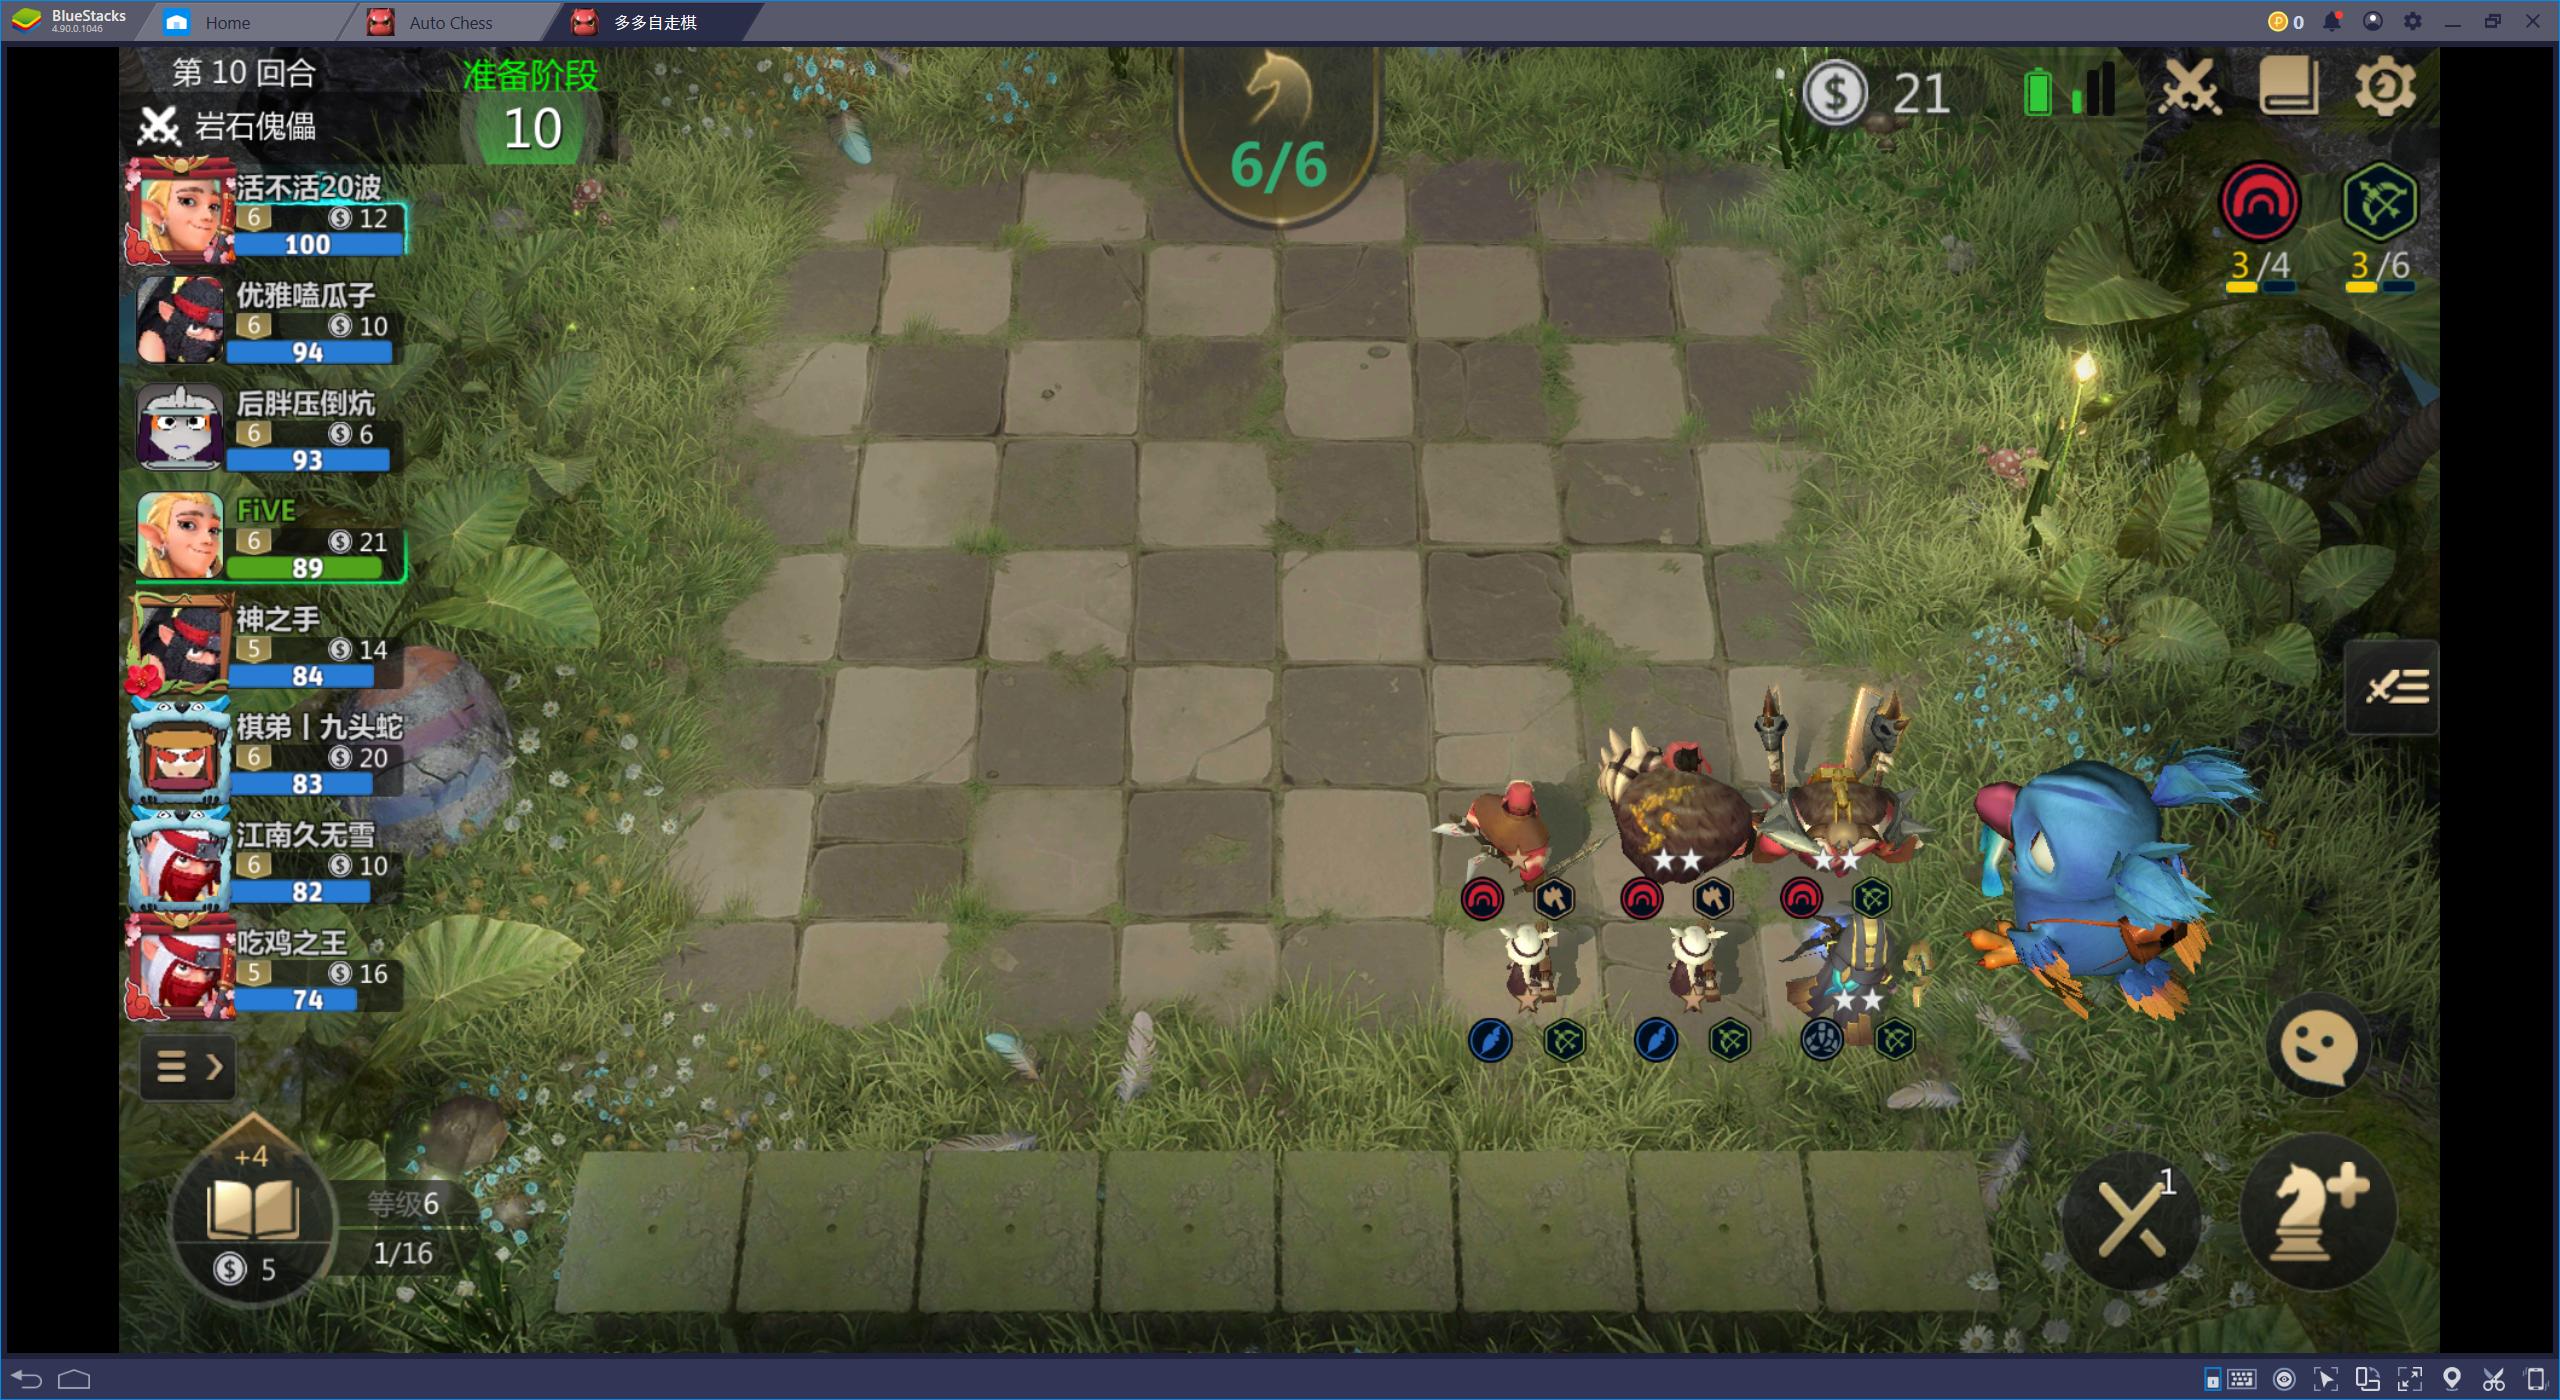 BlueStacks
4.90.0.1046
Home
Auto Chess
多多自走棋
0
第 10 回合
准备阶段
岩石傀儡
10
6/6
21
3/4
3/6
活不活20波
6
12
100
优雅嗑瓜子
6
10
94
后胖压倒炕
6
6
93
FiVE
6
21
89
神之手
5
14
84
棋弟丨九头蛇
6
20
83
江南久无雪
6
10
82
吃鸡之王
5
16
74
+4
等级6
1/16
5
1